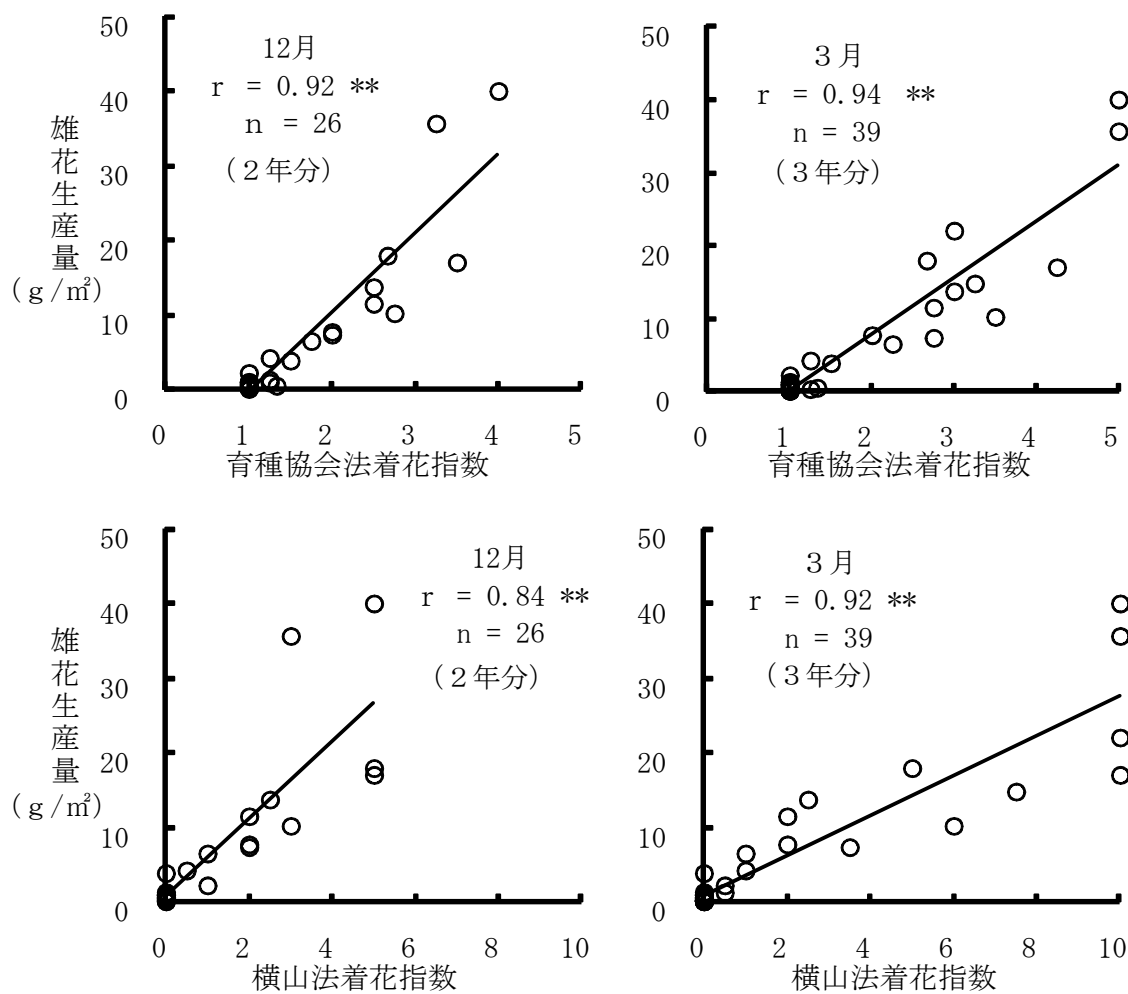 50
40
30
20
10
0
雄花生産量
(g/㎡)
12月
r = 0.92 **
n = 26
(2年分)
0 1 2 3 4 5
育種協会法着花指数
50
40
30
20
10
0
3月
r = 0.94 **
n = 39
(3年分)
0 1 2 3 4 5
育種協会法着花指数
50
40
30
20
10
0
雄花生産量
(g/㎡)
12月
r = 0.84 **
n = 26
(2年分)
0 2 4 6 8 10
横山法着花指数
50
40
30
20
10
0
3月
r = 0.92 **
n = 39
(3年分)
0 2 4 6 8 10
横山法着花指数